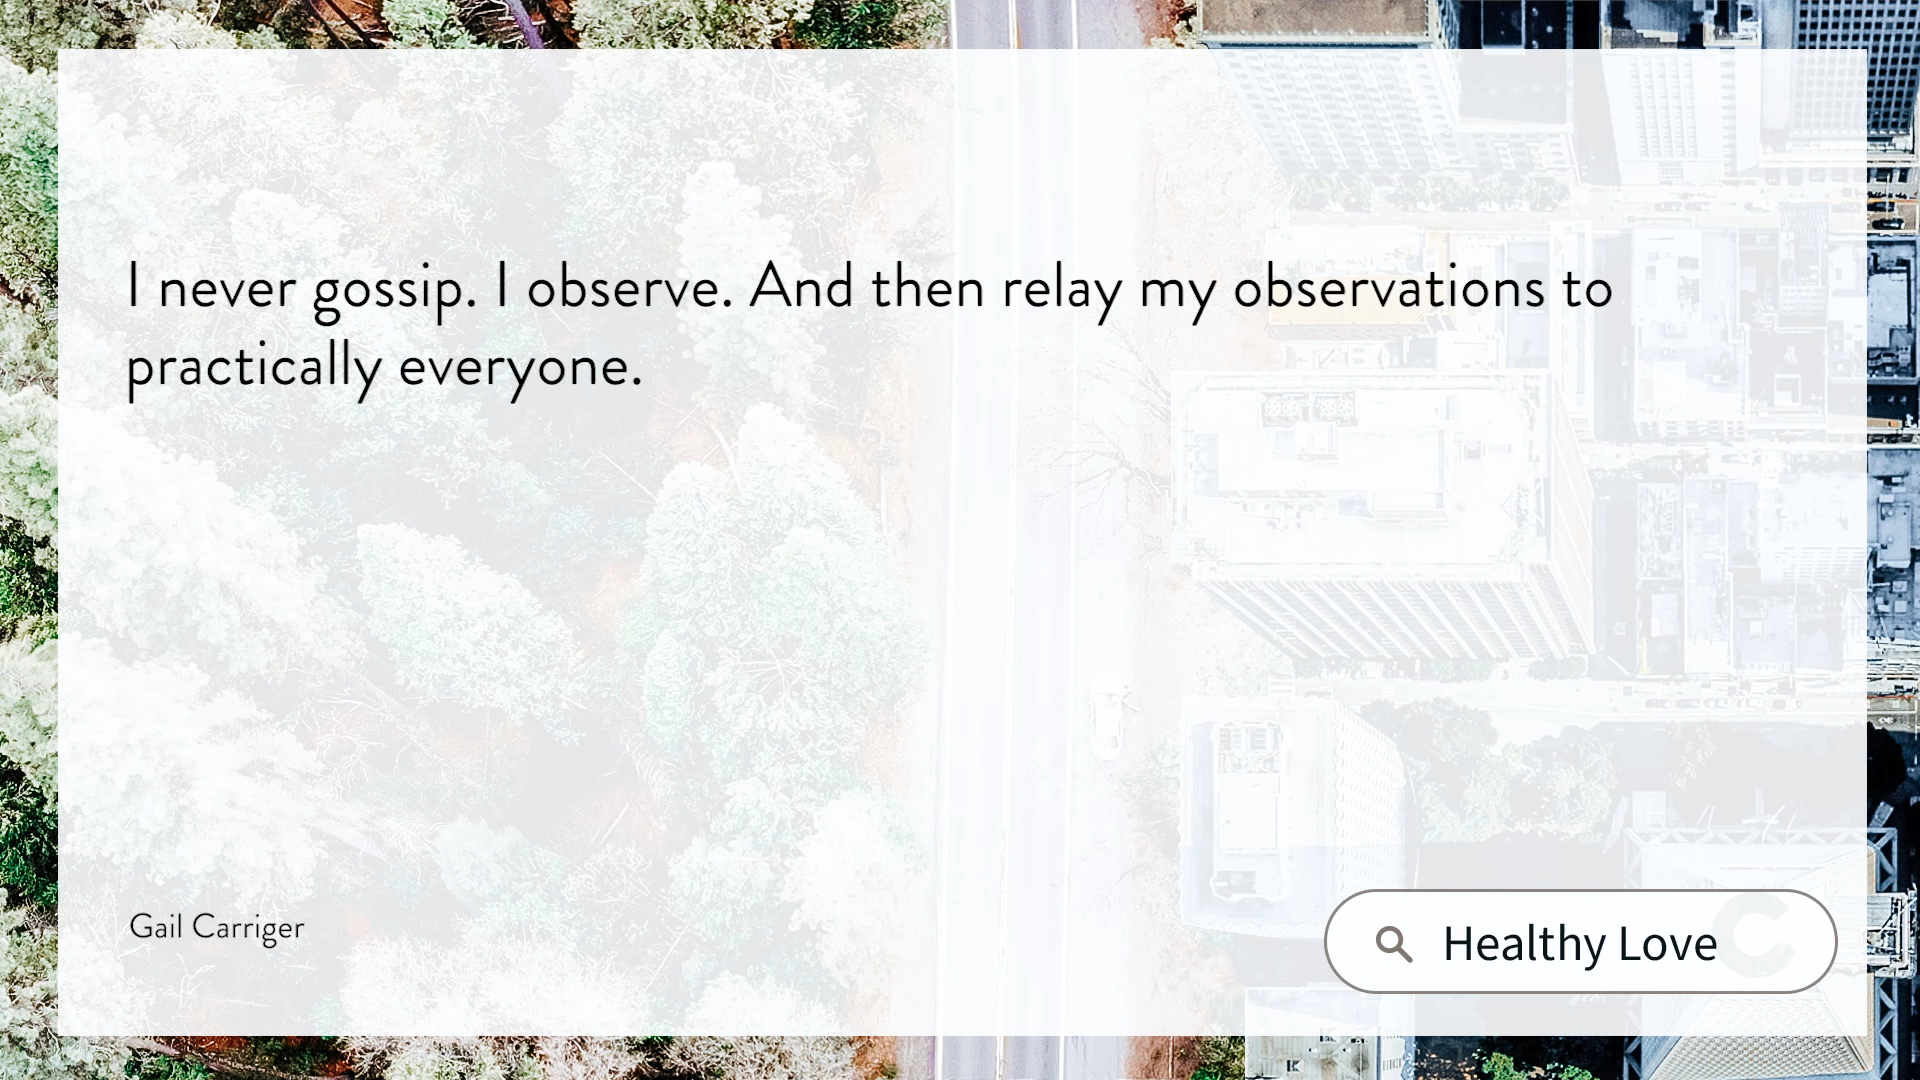 I never gossip. I observe. And then relay my observations to
practically everyone.
Gail Carriger
Healthy Love